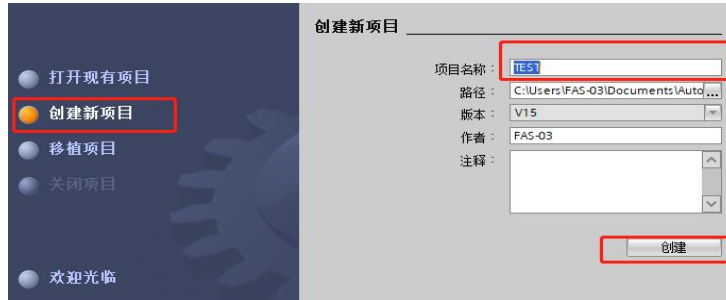 创建新项目
打开现有项目
创建新项目
移植项目
关闭项目
欢迎光临
项目名称： TEST
路径： C:\Users\FAS-03\Documents\Auto...
版本： V15
作者： FAS-03
注释：
创建